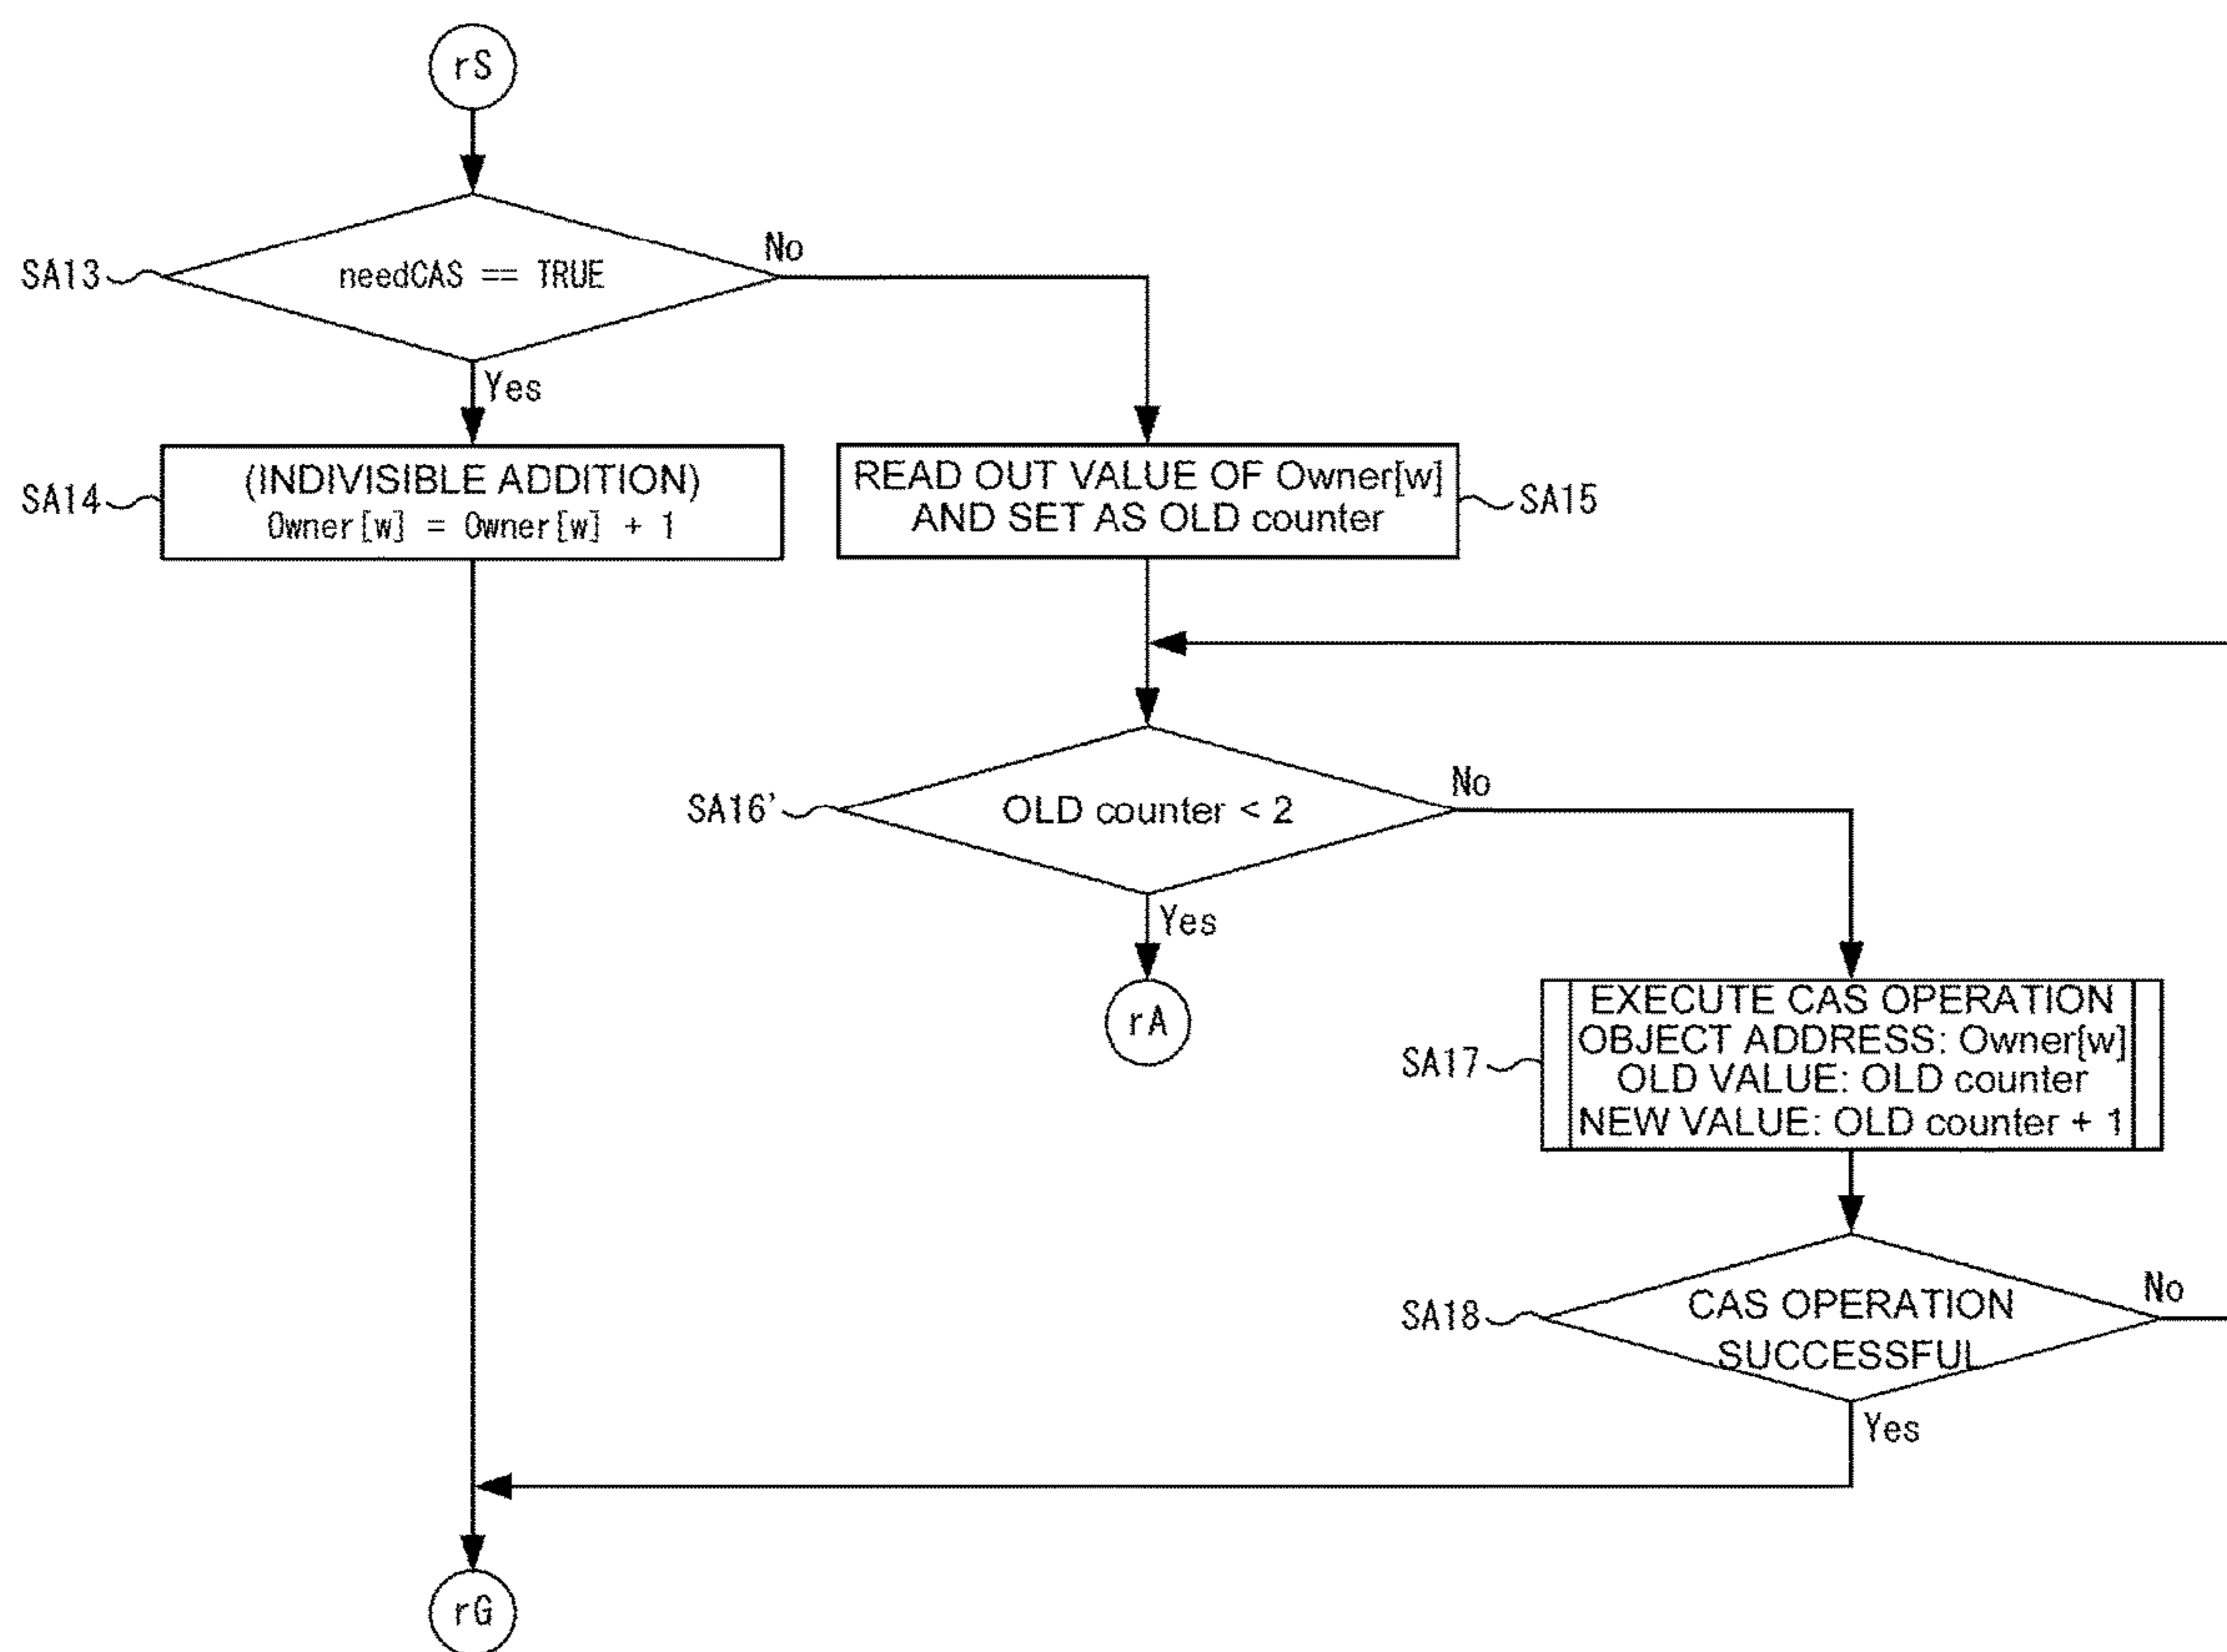 rS
SA13
needCAS == TRUE
No
Yes
SA14
(INDIVISIBLE ADDITION)
Owner[w] = Owner[w] + 1
READ OUT VALUE OF Owner[w]
AND SET AS OLD counter
SA15
SA16'
OLD counter < 2
No
Yes
rA
SA17
EXECUTE CAS OPERATION
OBJECT ADDRESS: Owner[w]
OLD VALUE: OLD counter
NEW VALUE: OLD counter + 1
SA18
CAS OPERATION
SUCCESSFUL
No
Yes
rG